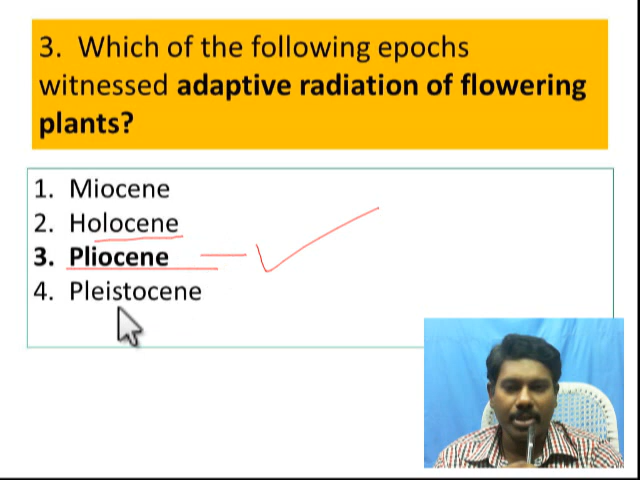 3. Which of the following epochs
witnessed adaptive radiation of flowering
plants?
1. Miocene
2. Holocene
3. Pliocene
4. Pleistocene